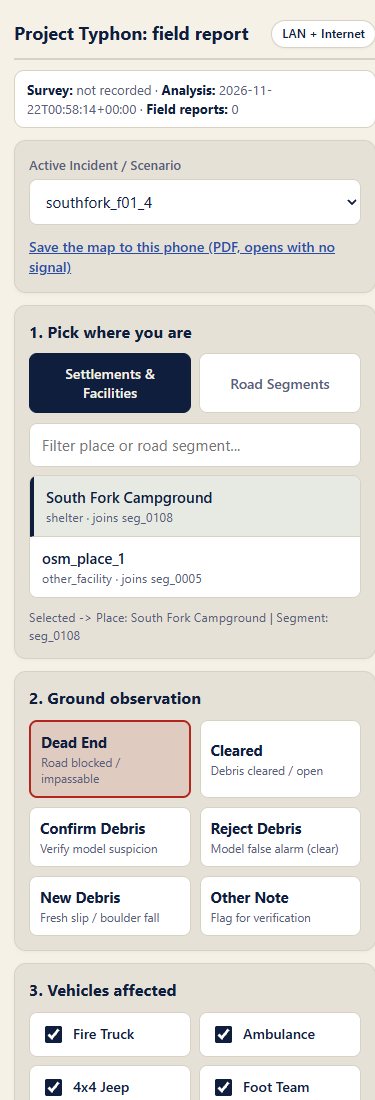 Project Typhon: field report
LAN + Internet
Survey: not recorded · Analysis: 2026-11-
22T00:58:14+00:00 · Field reports: 0
Active Incident / Scenario
southfork_f01_4
Save the map to this phone (PDF, opens with no
signal)
1. Pick where you are
Settlements &
Facilities
Road Segments
Filter place or road segment...
South Fork Campground
shelter · joins seg_0108
osm_place_1
other_facility · joins seg_0005
Selected -> Place: South Fork Campground | Segment:
seg_0108
2. Ground observation
Dead End
Road blocked /
impassable
Cleared
Debris cleared / open
Confirm Debris
Verify model suspicion
Reject Debris
Model false alarm (clear)
New Debris
Fresh slip / boulder fall
Other Note
Flag for verification
3. Vehicles affected
Fire Truck
Ambulance
4x4 Jeep
Foot Team